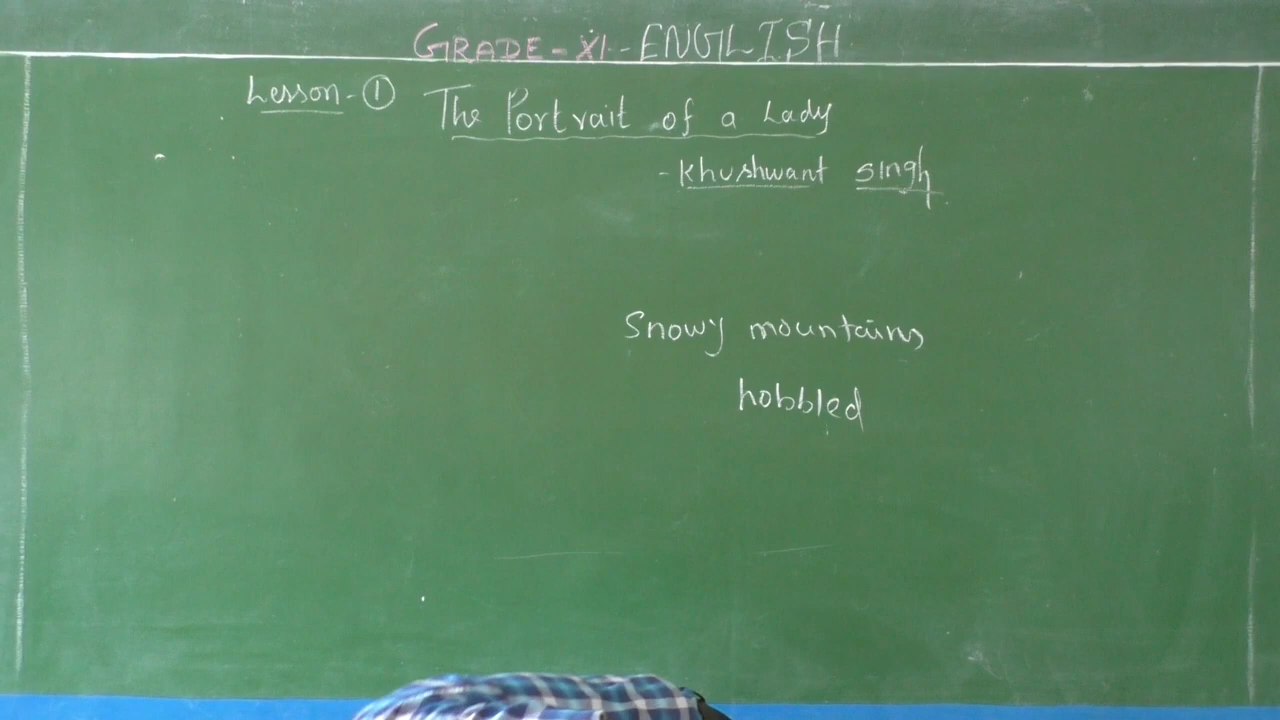 GRADE-XI-ENGLISH
Lesson-① The Portrait of a Lady
-Khushwant Singh
Snowy mountains
hobbled